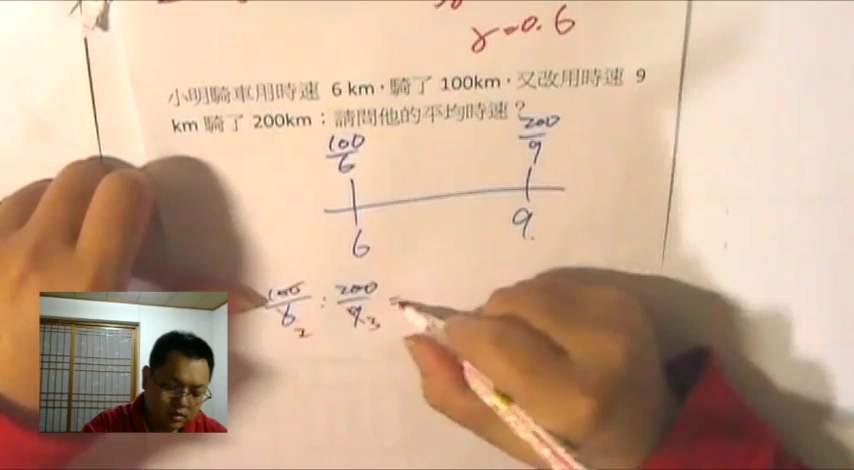 r=0.6
小明騎車用時速 6 km，騎了 100km，又改用時速 9
km 騎了 200km；請問他的平均時速？
100/6 200/9
6 9
100/6 2 : 200/9 3 =